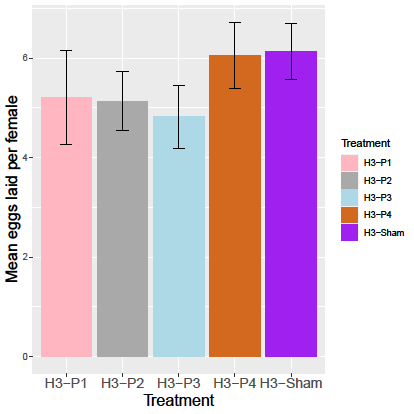 Mean eggs laid per female
6
4
2
0
H3-P1 H3-P2 H3-P3 H3-P4 H3-Sham
Treatment
Treatment
H3-P1
H3-P2
H3-P3
H3-P4
H3-Sham